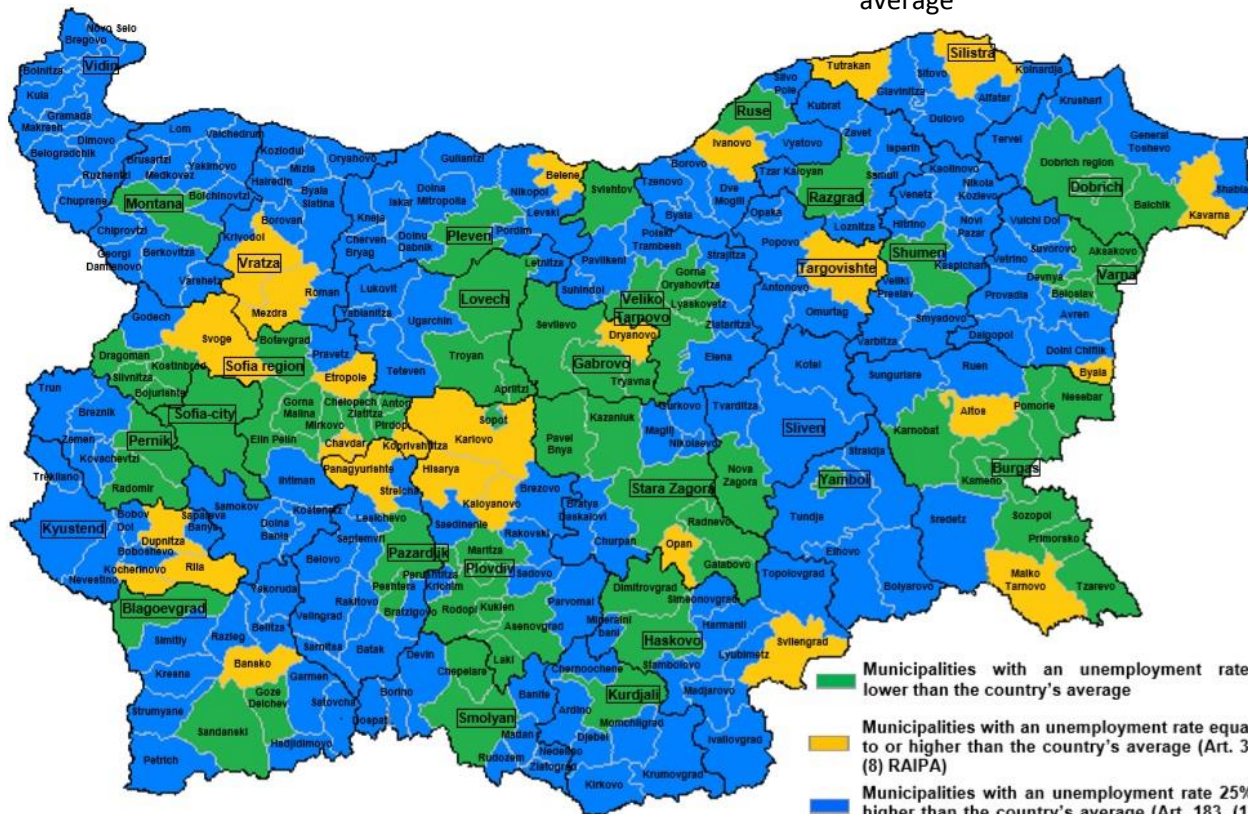 average
Novo Selo
Bregovo
Vidin
Boinitza
Kula
Gramada
Makresh
Dimovo
Belogradchik
Ruzhentzi
Chuprene
Lom
Valchedrum
Brusartzi
Medkovez
Yakimovo
Montana
Boichinovtzi
Chiprovtzi
Georgi
Damienovo
Berkovitza
Varshetz
Kozlodui
Mizia
Oryahovo
Hairedin
Byala
Slatina
Borovan
Krivodol
Vratza
Roman
Mezdra
Kneja
Iskar
Dolna
Mitropolia
Guliantzi
Nikopol
Belene
Levski
Pordim
Pleven
Dolnu
Dabnik
Cherven
Bryag
Svishtov
Letnitza
Lukovit
Yablanitza
Ugarchin
Lovech
Troyan
Apriltzi
Teteven
Godech
Svoge
Botevgrad
Pravetz
Etropole
Sofia region
Dragoman
Kostinbrod
Slivnitza
Bojurishte
Sofia-city
Gorna
Malina
Chelopech
Zlatitza
Anton
Pirdop
Mirkovo
Chavdar
Koprivshtitza
Elin Pelin
Ihtiman
Samokov
Kostenetz
Dolna
Bania
Trun
Breznik
Zemen
Pernik
Kovachevtzi
Radomir
Trekliano
Kyustend
Bobov
Dol
Sapareva
Banya
Dupnitza
Boboshevo
Kocherinovo
Rila
Nevestino
Blagoevgrad
Simitly
Razlog
Yakoruda
Belitza
Bansko
Kresna
Strumyane
Petrich
Sandanski
Goze
Delchev
Garmen
Satovcha
Hadjidimovo
Panagyurishte
Strelcha
Lesichevo
Septemvri
Belovo
Pazardjik
Peshtera
Bratzigovo
Rakitovo
Velingrad
Sarnitsa
Batak
Sopot
Karlovo
Hisarya
Kaloyanovo
Brezovo
Saedinenie
Rakovski
Maritza
Plovdiv
Perushtitza
Krichim
Sadovo
Rodopi
Kuklen
Asenovgrad
Parvomai
Laki
Devin
Borino
Dospat
Chepelare
Smolyan
Banite
Madan
Rudozem
Nedelino
Zlatograd
Sevlievo
Gabrovo
Dryanovo
Tryavna
Veliko
Tarnovo
Gorna
Oryahovitza
Lyaskovetz
Zlataritza
Elena
Strajitza
Polski
Trambesh
Pavlikeni
Suhindol
Kazanluk
Pavel
Bnya
Gurkovo
Maglij
Nikolaevo
Stara Zagora
Bratya
Daskalovi
Churpan
Radnevo
Opan
Galabovo
Nova
Zagora
Tvarditza
Sliven
Kotel
Yambol
Straldja
Tundja
Elhovo
Bolyarovo
Topolovgrad
Dimitrovgrad
Simeonovgrad
Harmanli
Mineralni
bani
Haskovo
Stambolovo
Lyubimetz
Svilengrad
Madjarovo
Ivailovgrad
Chernoochene
Kurdjali
Ardino
Momchilgrad
Djebel
Kirkovo
Krumovgrad
Ruse
Slivo
Pole
Ivanovo
Borovo
Tzenovo
Byala
Dve
Mogili
Vyatovo
Tutrakan
Silistra
Sitovo
Glavinitza
Kainardja
Alfatar
Dulovo
Kubrat
Zavet
Isperih
Tzar Kaloyan
Razgrad
Samuil
Loznitza
Opaka
Popovo
Targovishte
Antonovo
Omurtag
Kaolinovo
Nikola
Kozlevo
Venetz
Hitrino
Novi
Pazar
Shumen
Kaspichan
Veliki
Preslav
Smyadovo
Varbitza
Krushari
Tervel
General
Toshevo
Dobrich region
Dobrich
Balchik
Shabla
Kavarna
Vulchi Dol
Suvorovo
Aksakovo
Vetrino
Devnya
Varna
Beloslav
Provadia
Avren
Dalgopol
Dolni Chiflik
Byala
Sungurlare
Ruen
Karnobat
Aitos
Pomorie
Nesebar
Burgas
Kameno
Sredetz
Sozopol
Primorsko
Malko
Tarnovo
Tzarevo
Municipalities with an unemployment rate
lower than the country's average
Municipalities with an unemployment rate equa
to or higher than the country's average (Art. 3
(8) RAIPA)
Municipalities with an unemployment rate 25%
higher than the country's average (Art. 183, (1